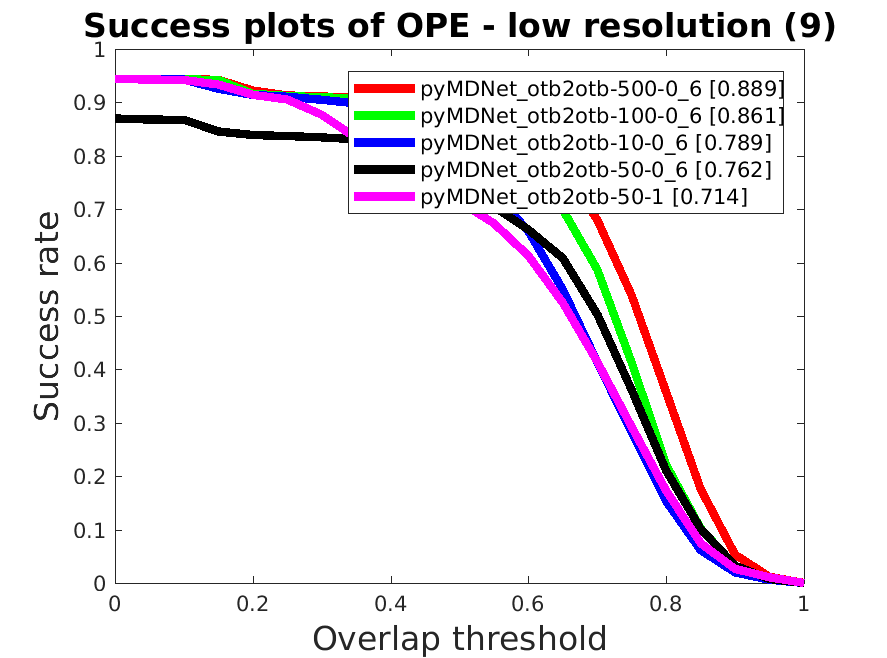 Success plots of OPE - low resolution (9)
1
0.9
0.8
0.7
0.6
0.5
0.4
0.3
0.2
0.1
0
Success rate
pyMDNet_otb2otb-500-0_6 [0.889]
pyMDNet_otb2otb-100-0_6 [0.861]
pyMDNet_otb2otb-10-0_6 [0.789]
pyMDNet_otb2otb-50-0_6 [0.762]
pyMDNet_otb2otb-50-1 [0.714]
0 0.2 0.4 0.6 0.8 1
Overlap threshold